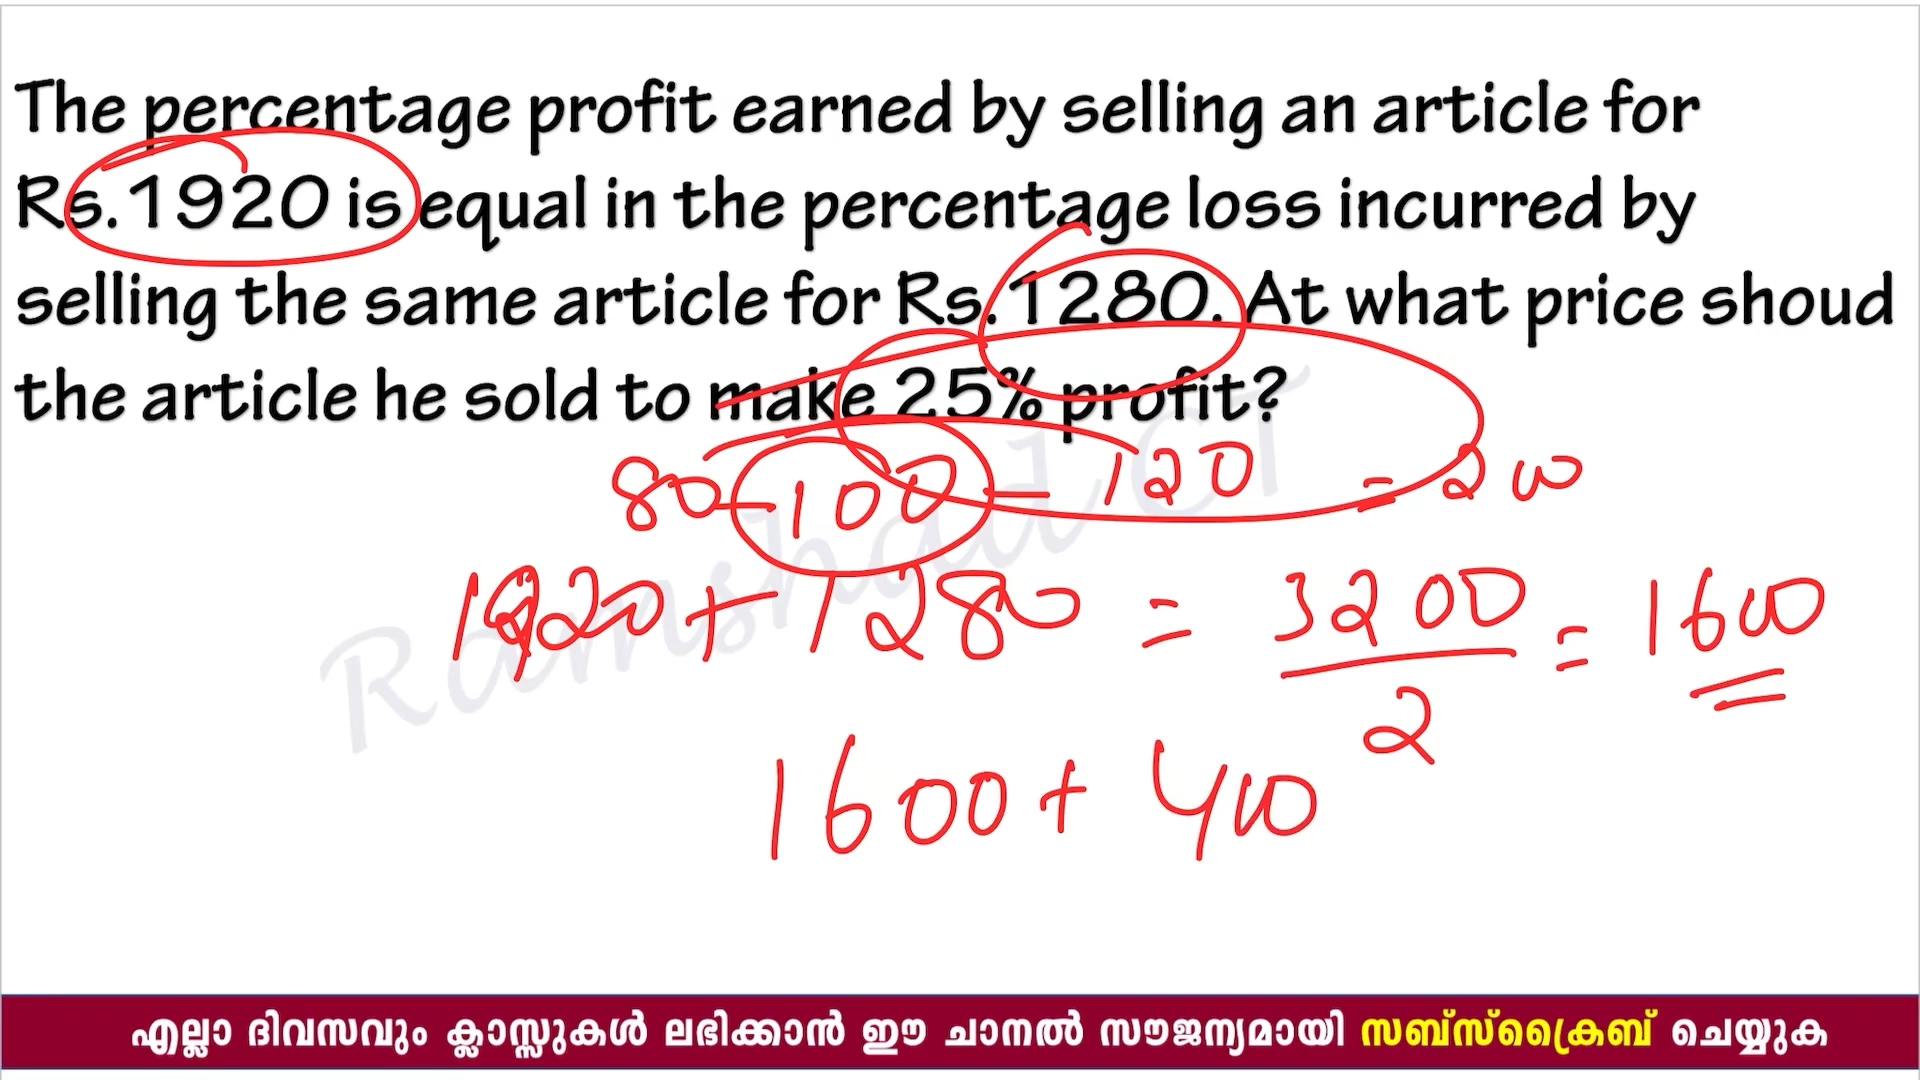 The percentage profit earned by selling an article for
Rs.1920 is equal in the percentage loss incurred by
selling the same article for Rs.1280. At what price shoud
the article he sold to make 25% profit?
80 - 100 - 120 = 200
1920 + 1280 = 3200/2 = 1600
1600 + 400
Ramshad CT
എല്ലാ ദിവസവും ക്ലാസ്സുകൾ ലഭിക്കാൻ ഈ ചാനൽ സൗജന്യമായി സബ്സ്ക്രൈബ് ചെയ്യുക